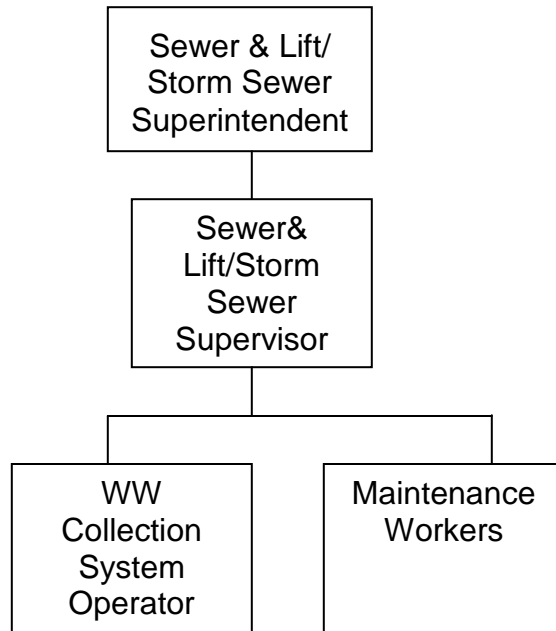 Sewer & Lift/
Storm Sewer
Superintendent
Sewer&
Lift/Storm
Sewer
Supervisor
WW
Collection
System
Operator
Maintenance
Workers